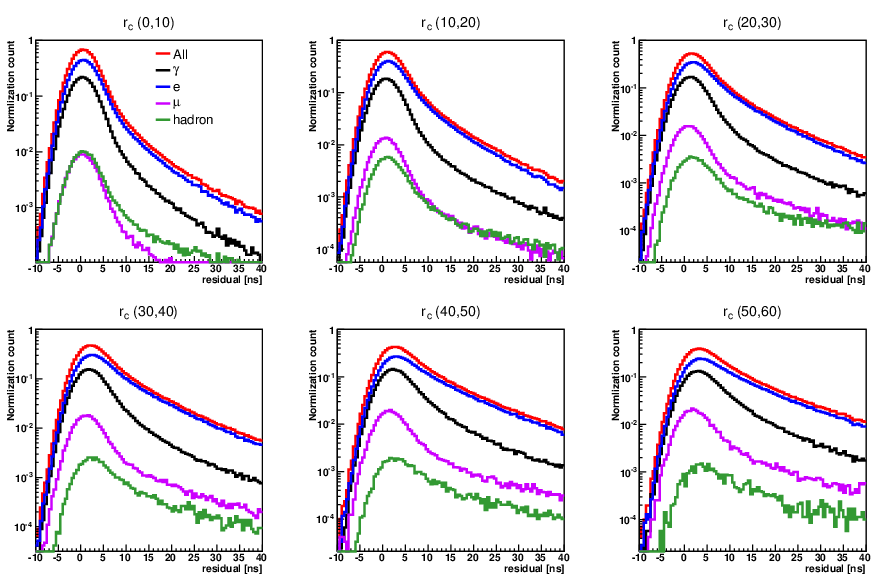 r_c (0,10)
Normlization count
1
10^-1
10^-2
10^-3
All
γ
e
μ
hadron
-10 -5 0 5 10 15 20 25 30 35 40
residual [ns]
r_c (10,20)
Normlization count
1
10^-1
10^-2
10^-3
10^-4
-10 -5 0 5 10 15 20 25 30 35 40
residual [ns]
r_c (20,30)
Normlization count
1
10^-1
10^-2
10^-3
10^-4
-10 -5 0 5 10 15 20 25 30 35 40
residual [ns]
r_c (30,40)
Normlization count
1
10^-1
10^-2
10^-3
10^-4
-10 -5 0 5 10 15 20 25 30 35 40
residual [ns]
r_c (40,50)
Normlization count
1
10^-1
10^-2
10^-3
10^-4
-10 -5 0 5 10 15 20 25 30 35 40
residual [ns]
r_c (50,60)
Normlization count
1
10^-1
10^-2
10^-3
10^-4
-10 -5 0 5 10 15 20 25 30 35 40
residual [ns]